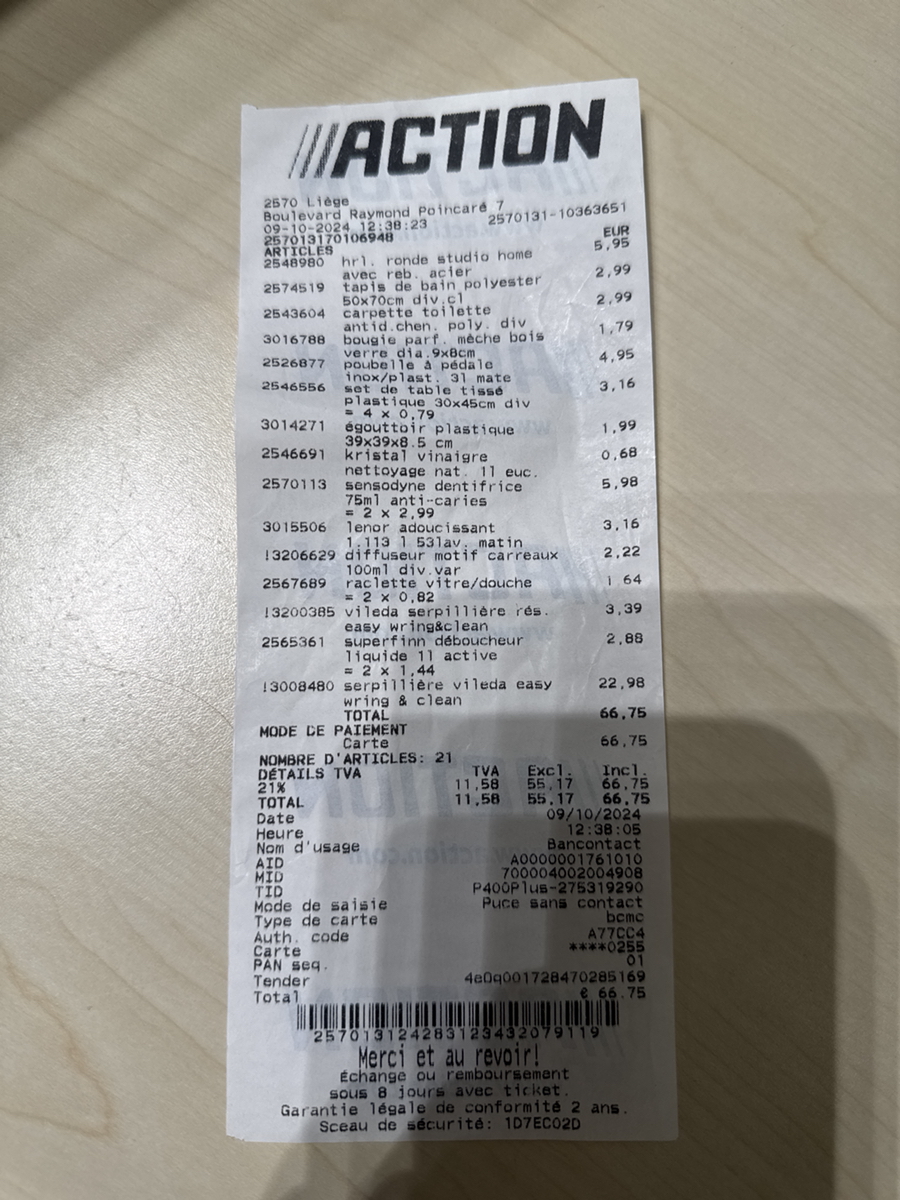 ///ACTION
2570 Liège
Boulevard Raymond Poincaré 7
09-10-2024 12:38:23 2570131-10363651
257013170106948 EUR
ARTICLES
2548980 hrl. ronde studio home 5,95
avec reb. acier
2574519 tapis de bain polyester 2,99
50x70cm div.cl
2543604 carpette toilette 2,99
antid.chen. poly. div
3016788 bougie parf. mèche bois 1,79
verre dia.9x8cm
2526877 poubelle à pédale 4,95
inox/plast. 3l mate
2546556 set de table tissé 3,16
plastique 30x45cm div
= 4 x 0,79
3014271 égouttoir plastique 1,99
39x39x8.5 cm
2546691 kristal vinaigre 0,68
nettoyage nat. 1l euc.
2570113 sensodyne dentifrice 5,98
75ml anti-caries
= 2 x 2,99
3015506 lenor adoucissant 3,16
1.113 l 53lav. matin
!3206629 diffuseur motif carreaux 2,22
100ml div.var
2567689 raclette vitre/douche 1 64
= 2 x 0,82
!3200385 vileda serpillière rés. 3,39
easy wring&clean
2565361 superfinn déboucheur 2,88
liquide 1l active
= 2 x 1,44
!3008480 serpillière vileda easy 22,98
wring & clean
TOTAL 66,75
MODE DE PAIEMENT
Carte 66,75
NOMBRE D'ARTICLES: 21
DÉTAILS TVA TVA Excl. Incl.
21% 11,58 55,17 66,75
TOTAL 11,58 55,17 66,75
Date 09/10/2024
Heure 12:38:05
Nom d'usage Bancontact
AID A0000001761010
MID 700004002004908
TID P400Plus-275319290
Mode de saisie Puce sans contact
Type de carte bcmc
Auth. code A77CC4
Carte ****0255
PAN seq. 01
Tender 4eDq001728470285169
Total € 66.75
257013124283123432079119
Merci et au revoir!
Échange ou remboursement
sous 8 jours avec ticket.
Garantie légale de conformité 2 ans.
Sceau de sécurité: 1D7EC02D